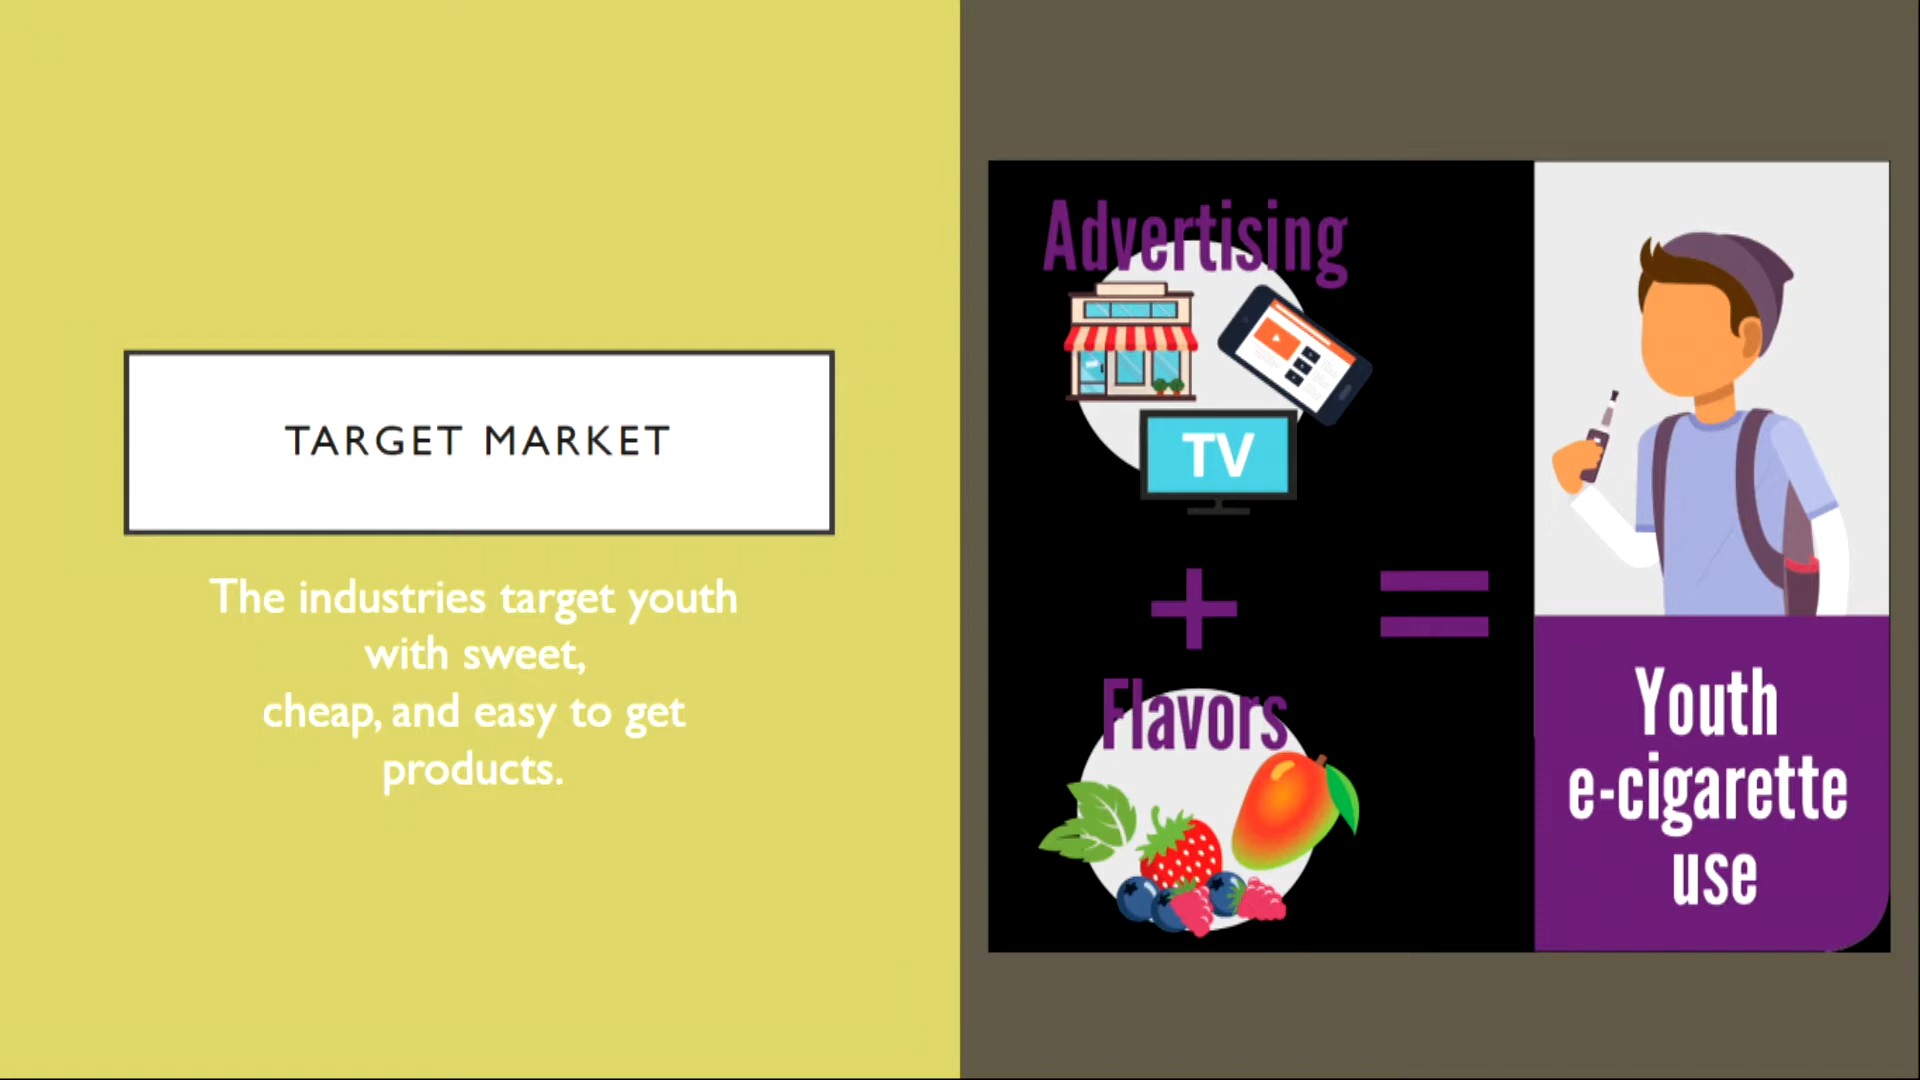 TARGET MARKET
The industries target youth
with sweet,
cheap, and easy to get
products.
Advertising
TV
+
=
Flavors
Youth
e-cigarette
use